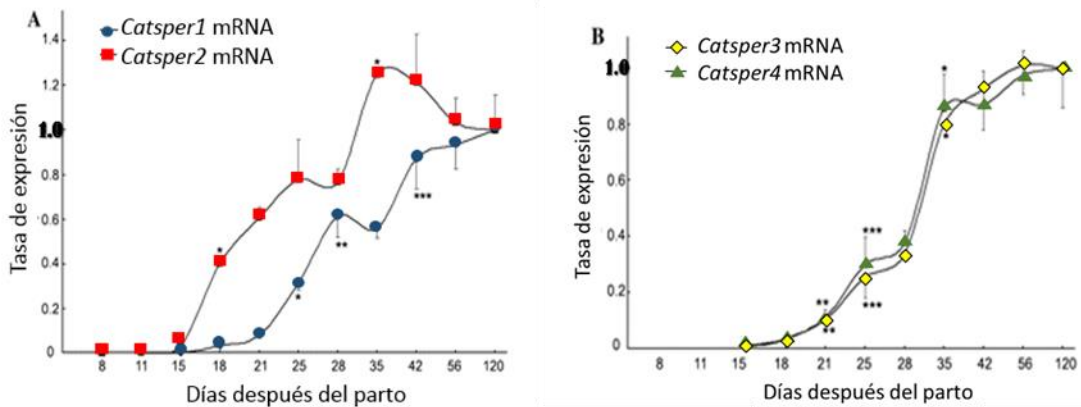 A
Catsper1 mRNA
Catsper2 mRNA
Tasa de expresión
1.4
1.2
1.0
0.8
0.6
0.4
0.2
0
*
*
*
**
***
8 11 15 18 21 25 28 35 42 56 120
Días después del parto
B
Catsper3 mRNA
Catsper4 mRNA
Tasa de expresión
1.0
0.8
0.6
0.4
0.2
0
**
**
***
***
*
*
8 11 15 18 21 25 28 35 42 56 120
Días después del parto